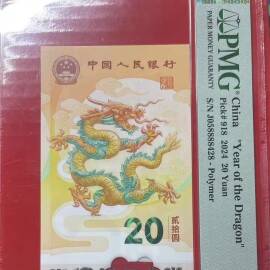 中国人民银行
20
贰拾圆
PMG
PAPER MONEY GUARANTY
China "Year of the Dragon"
Pick# 918 2024 20 Yuan
S/N J058888428 - Polymer